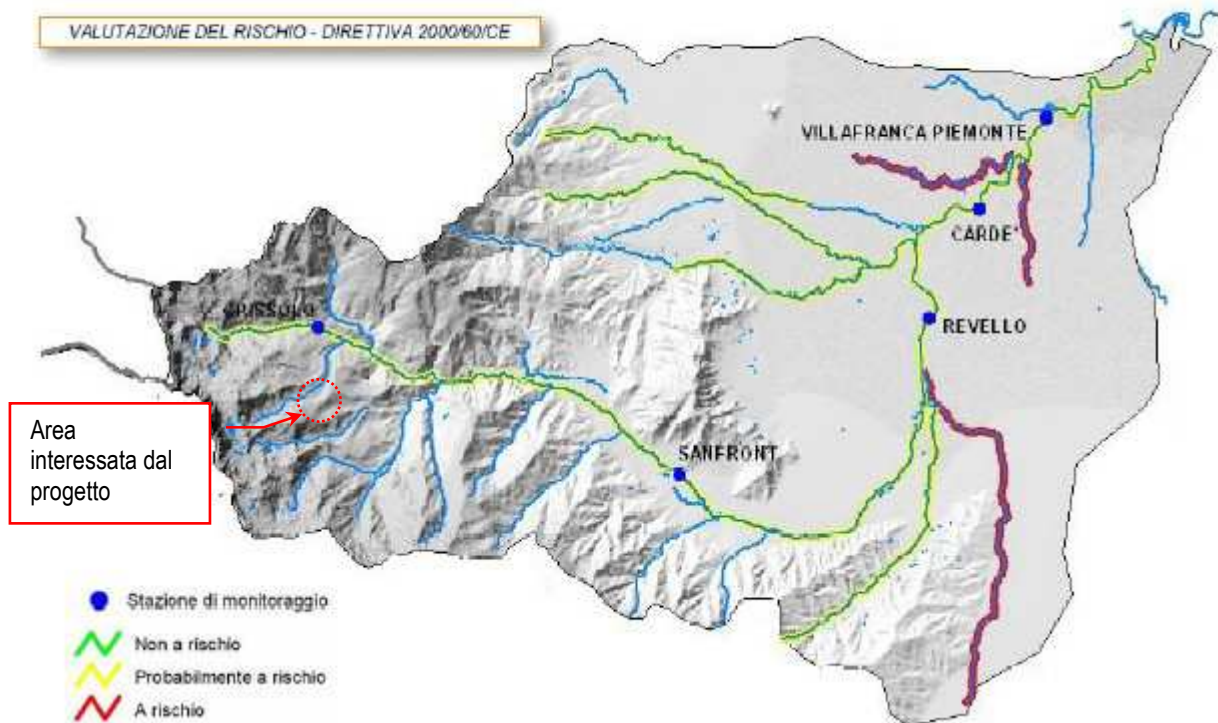 VALUTAZIONE DEL RISCHIO - DIRETTIVA 2000/60/CE
VILLAFRANCA PIEMONTE
CARDE'
REVELLO
SANFRONT
Area
interessata dal
progetto
Stazione di monitoraggio
Non a rischio
Probabilmente a rischio
A rischio